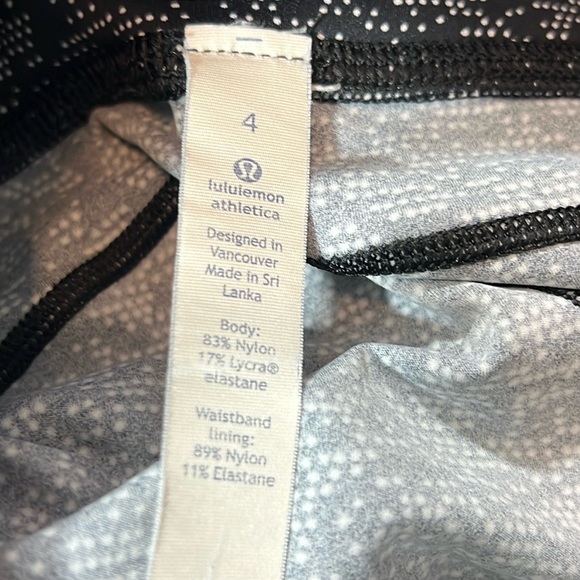 4
lululemon
athletica
Designed in
Vancouver
Made in Sri
Lanka
Body:
83% Nylon
17% Lycra®
elastane
Waistband
lining:
89% Nylon
11% Elastane